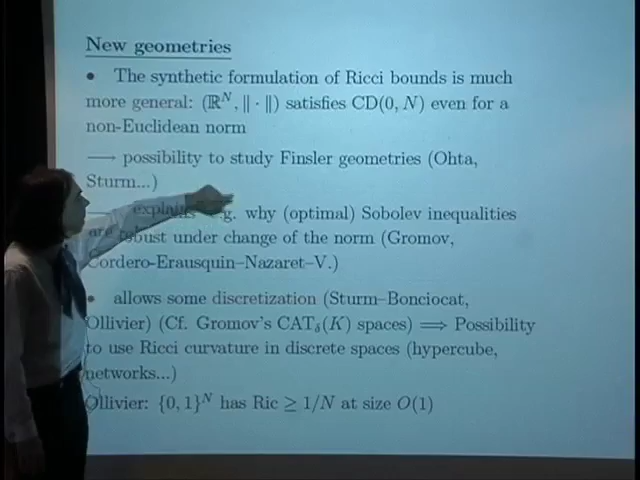 New geometries
• The synthetic formulation of Ricci bounds is much
more general: (ℝᴺ, ‖ · ‖) satisfies CD(0, N) even for a
non-Euclidean norm
⟶ possibility to study Finsler geometries (Ohta,
Sturm...)
why (optimal) Sobolev inequalities
are robust under change of the norm (Gromov,
Cordero-Erausquin–Nazaret–V.)
• allows some discretization (Sturm–Bonciocat,
Ollivier) (Cf. Gromov's CAT_δ(K) spaces) ⟹ Possibility
to use Ricci curvature in discrete spaces (hypercube,
networks...)
Ollivier: {0, 1}ᴺ has Ric ≥ 1/N at size O(1)